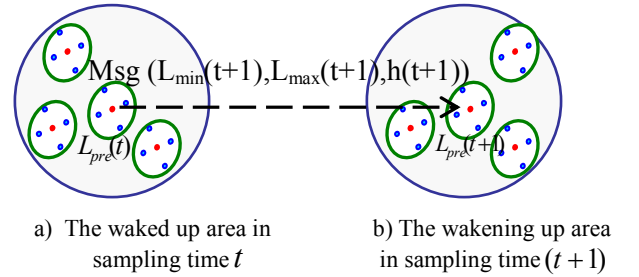 Msg (Lmin(t+1),Lmax(t+1),h(t+1))
Lpre(t)
Lpre(t+1)
a) The waked up area in
sampling time t
b) The wakening up area
in sampling time (t + 1)